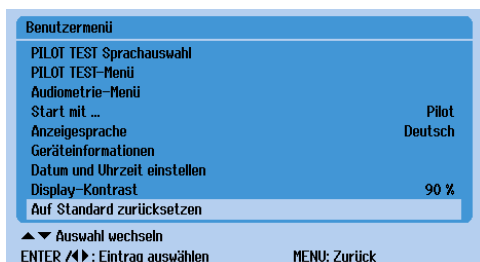 Benutzermenü
PILOT TEST Sprachauswahl
PILOT TEST-Menü
Audiometrie-Menü
Start mit ... Pilot
Anzeigesprache Deutsch
Geräteinformationen
Datum und Uhrzeit einstellen
Display-Kontrast 90 %
Auf Standard zurücksetzen
▲▼ Auswahl wechseln
ENTER /◀▶: Eintrag auswählen MENU: Zurück